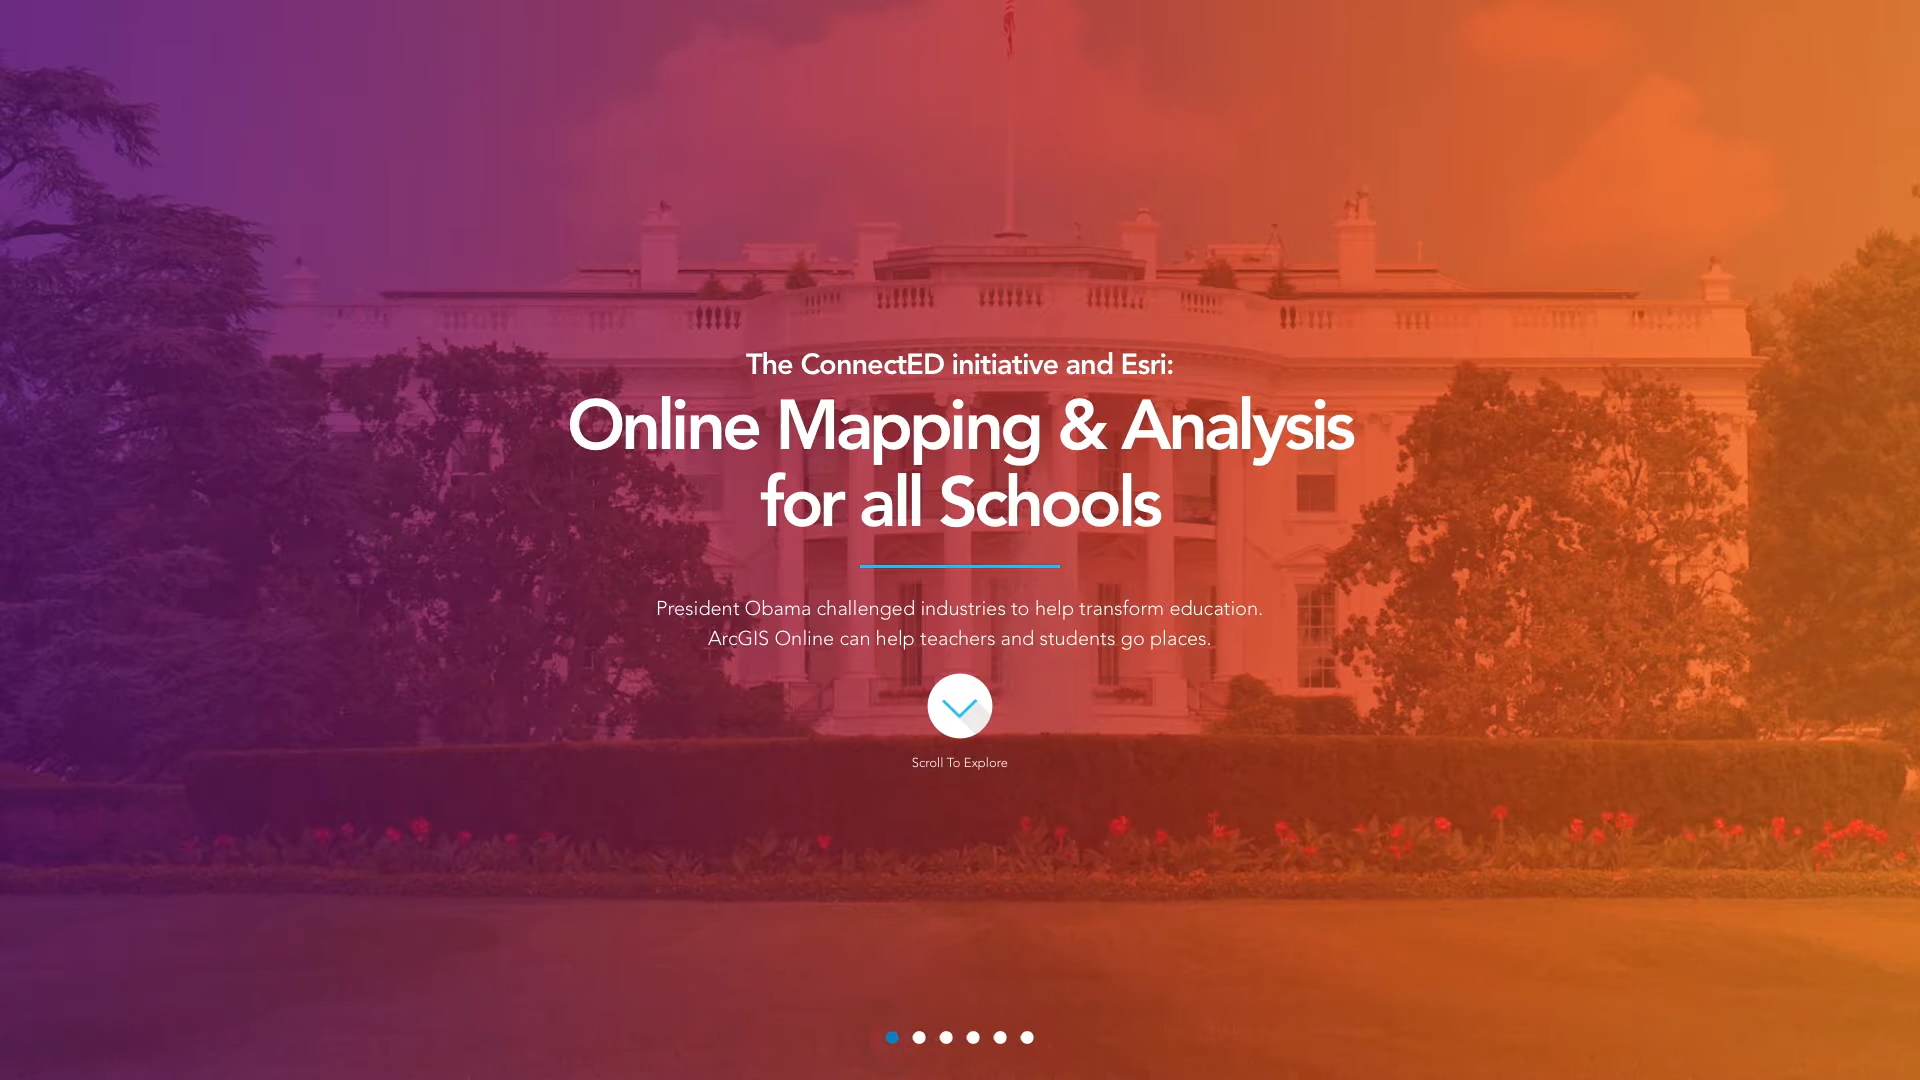 The ConnectED initiative and Esri:
Online Mapping & Analysis
for all Schools
President Obama challenged industries to help transform education.
ArcGIS Online can help teachers and students go places.
Scroll To Explore